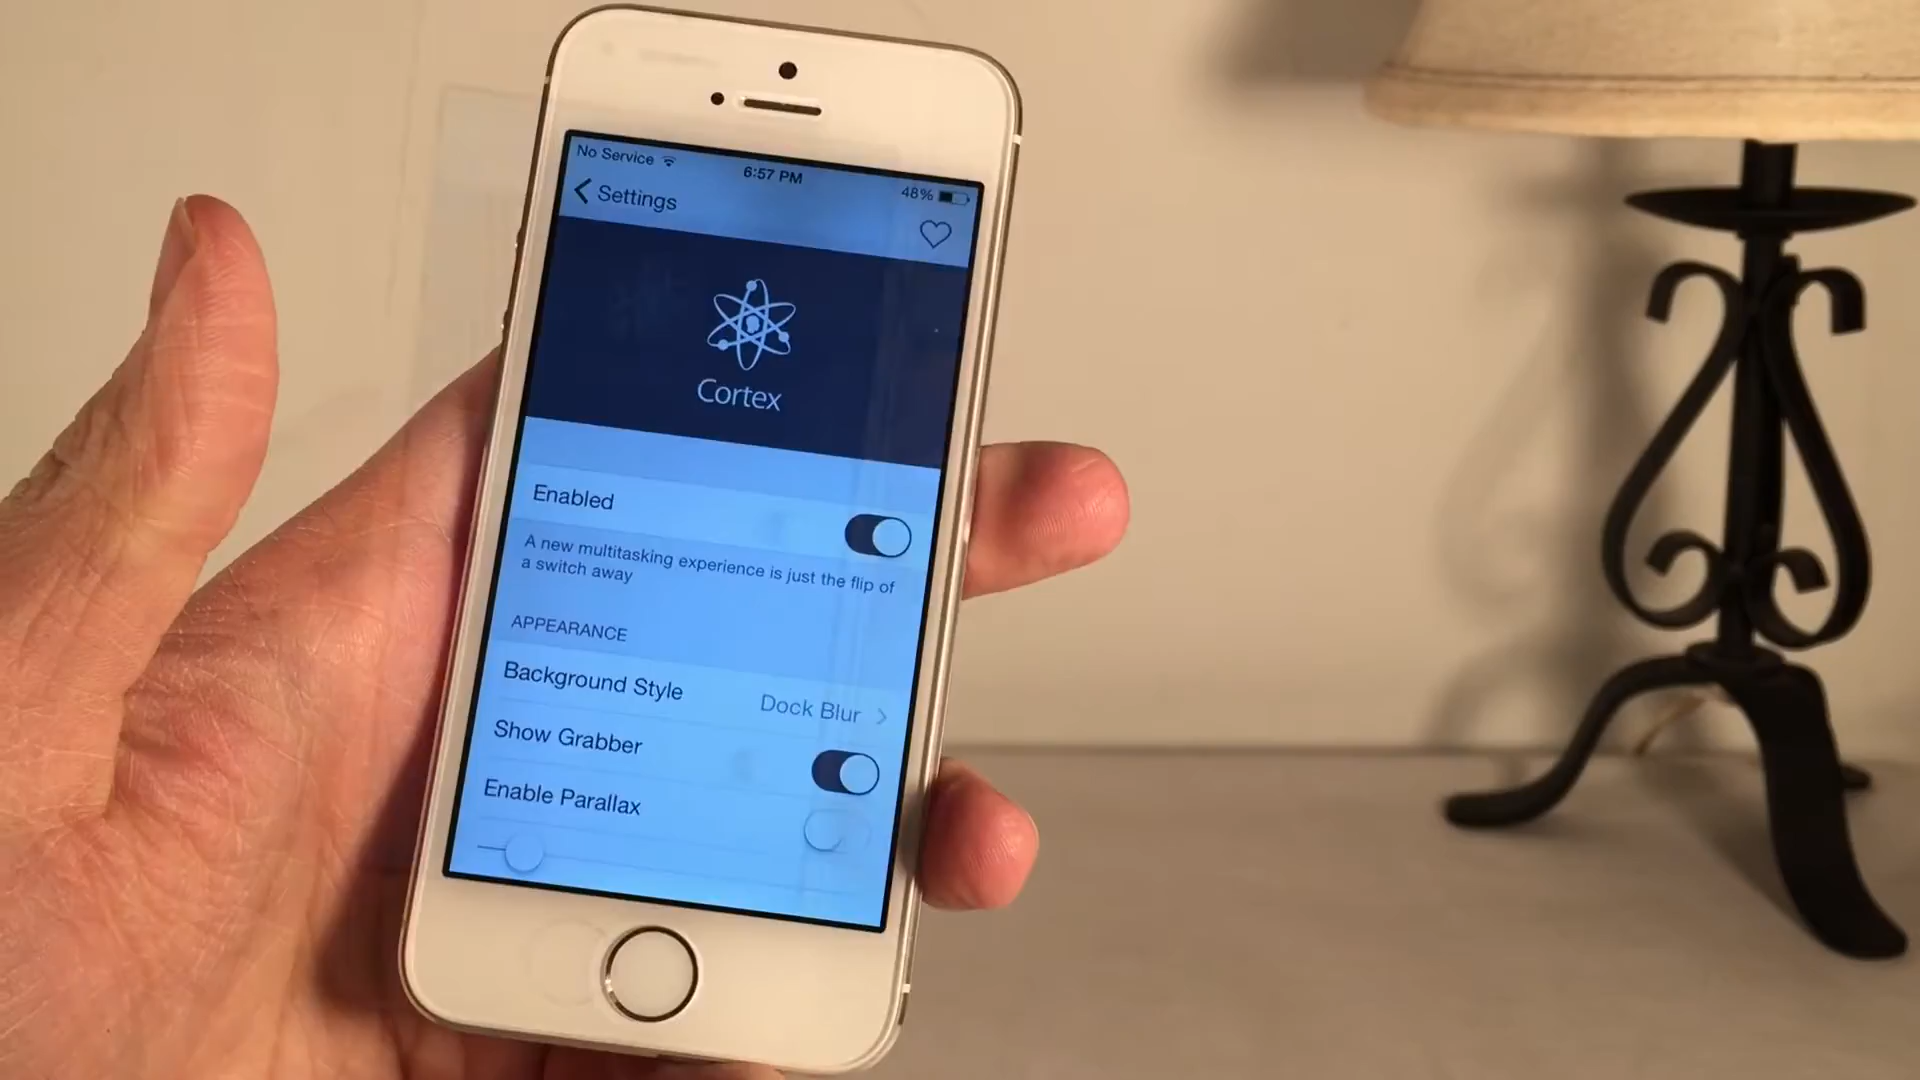 No Service
6:57 PM
48%
Settings
Cortex
Enabled
A new multitasking experience is just the flip of
a switch away
APPEARANCE
Background Style
Dock Blur
Show Grabber
Enable Parallax